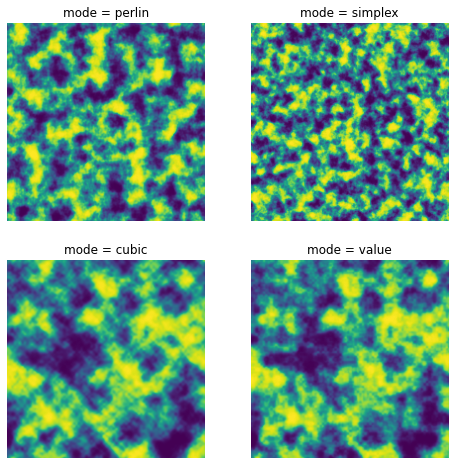 mode = perlin
mode = simplex
mode = cubic
mode = value